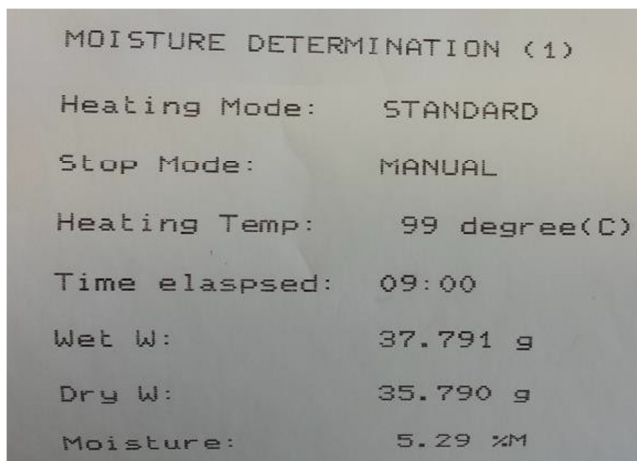 MOISTURE DETERMINATION (1)
Heating Mode: STANDARD
Stop Mode: MANUAL
Heating Temp: 99 degree(C)
Time elaspsed: 09:00
Wet W: 37.791 g
Dry W: 35.790 g
Moisture: 5.29 %M